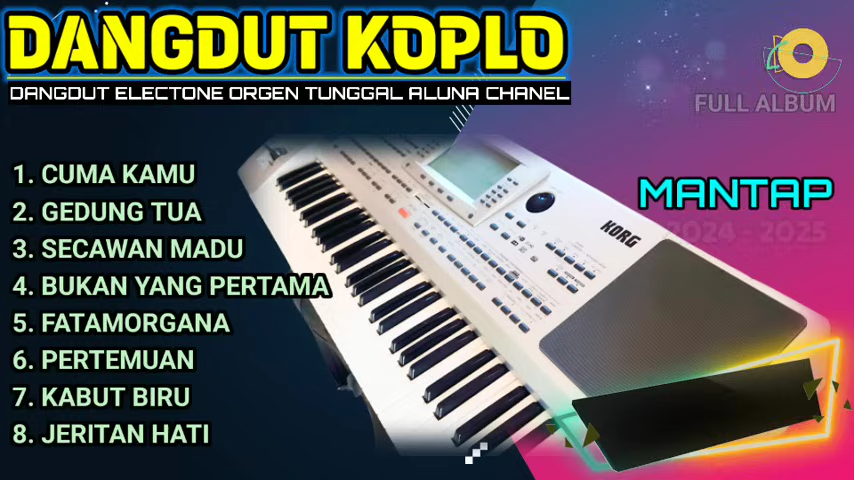 DANGDUT KOPLO
DANGDUT ELECTONE ORGEN TUNGGAL ALUNA CHANEL
FULL ALBUM
1. CUMA KAMU
2. GEDUNG TUA
3. SECAWAN MADU
4. BUKAN YANG PERTAMA
5. FATAMORGANA
6. PERTEMUAN
7. KABUT BIRU
8. JERITAN HATI
MANTAP
2024 - 2025
KORG